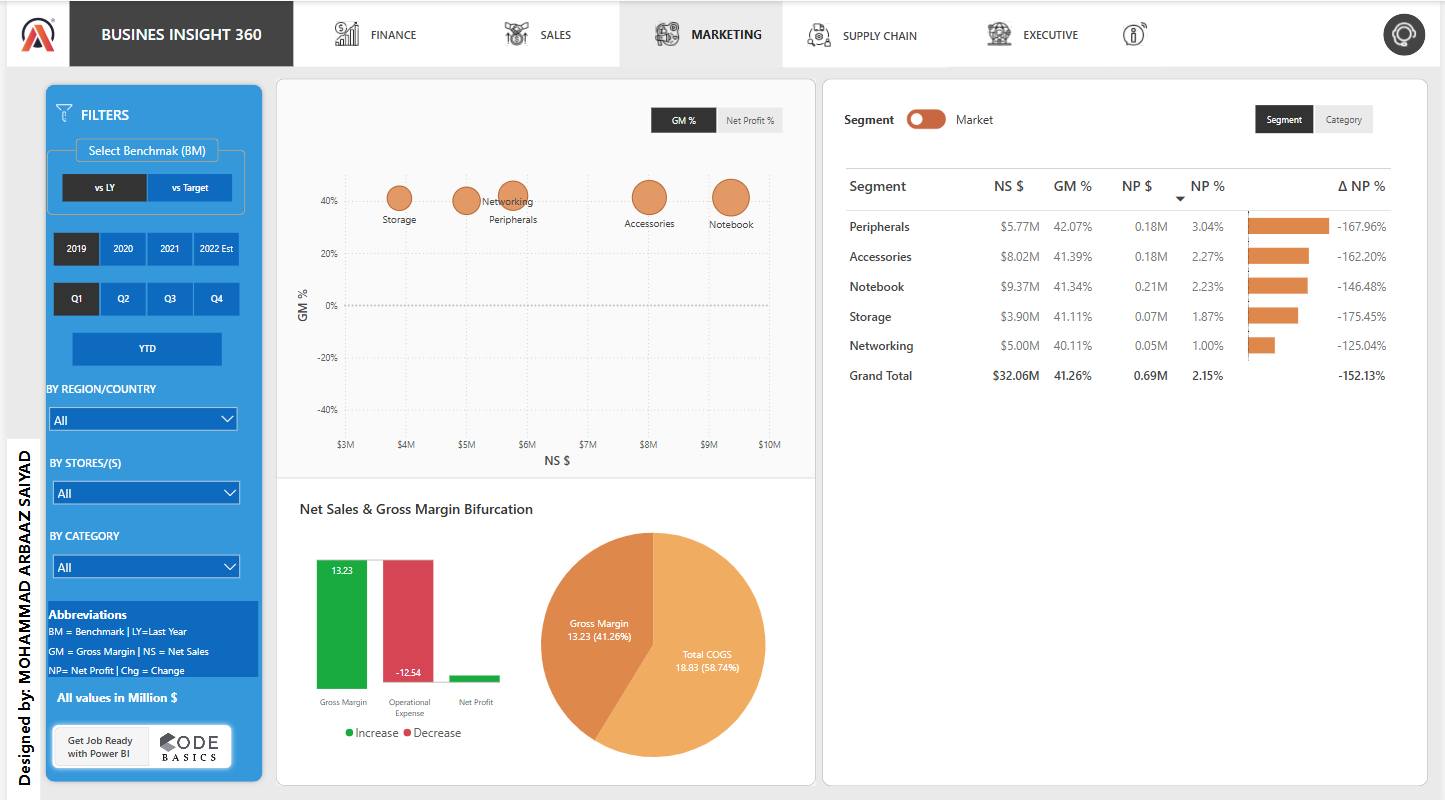 BUSINES INSIGHT 360
FINANCE
SALES
MARKETING
SUPPLY CHAIN
EXECUTIVE
FILTERS
Select Benchmak (BM)
vs LY
vs Target
2019
2020
2021
2022 Est
Q1
Q2
Q3
Q4
YTD
BY REGION/COUNTRY
All
BY STORES/(S)
All
BY CATEGORY
All
Abbreviations
BM = Benchmark | LY=Last Year
GM = Gross Margin | NS = Net Sales
NP= Net Profit | Chg = Change
All values in Million $
Get Job Ready
with Power BI
CODE
BASICS
Designed by: MOHAMMAD ARBAAZ SAIYAD
GM %
Net Profit %
GM %
40%
20%
0%
-20%
-40%
Storage
Networking
Peripherals
Accessories
Notebook
$3M $4M $5M $6M $7M $8M $9M $10M
NS $
Net Sales & Gross Margin Bifurcation
13.23
-12.54
Gross Margin
Operational
Expense
Net Profit
Increase Decrease
Gross Margin
13.23 (41.26%)
Total COGS
18.83 (58.74%)
Segment
Market
Segment
Category
Segment NS $ GM % NP $ NP % Δ NP %
Peripherals $5.77M 42.07% 0.18M 3.04% -167.96%
Accessories $8.02M 41.39% 0.18M 2.27% -162.20%
Notebook $9.37M 41.34% 0.21M 2.23% -146.48%
Storage $3.90M 41.11% 0.07M 1.87% -175.45%
Networking $5.00M 40.11% 0.05M 1.00% -125.04%
Grand Total $32.06M 41.26% 0.69M 2.15% -152.13%